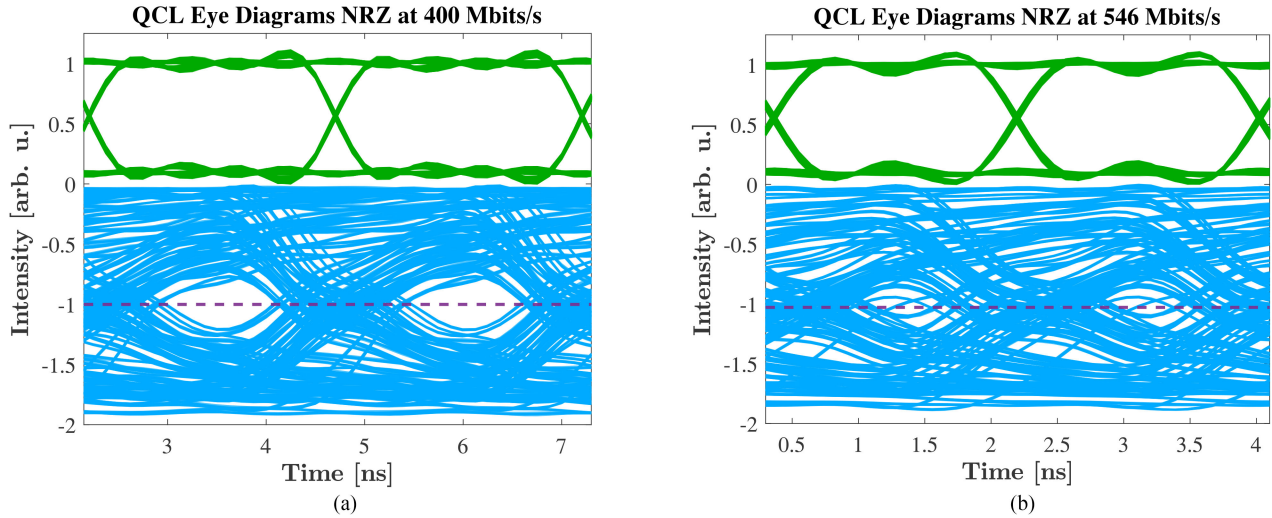 QCL Eye Diagrams NRZ at 400 Mbits/s
Intensity [arb. u.]
1
0.5
0
-0.5
-1
-1.5
-2
3 4 5 6 7
Time [ns]
(a)
QCL Eye Diagrams NRZ at 546 Mbits/s
Intensity [arb. u.]
1
0.5
0
-0.5
-1
-1.5
-2
0.5 1 1.5 2 2.5 3 3.5 4
Time [ns]
(b)